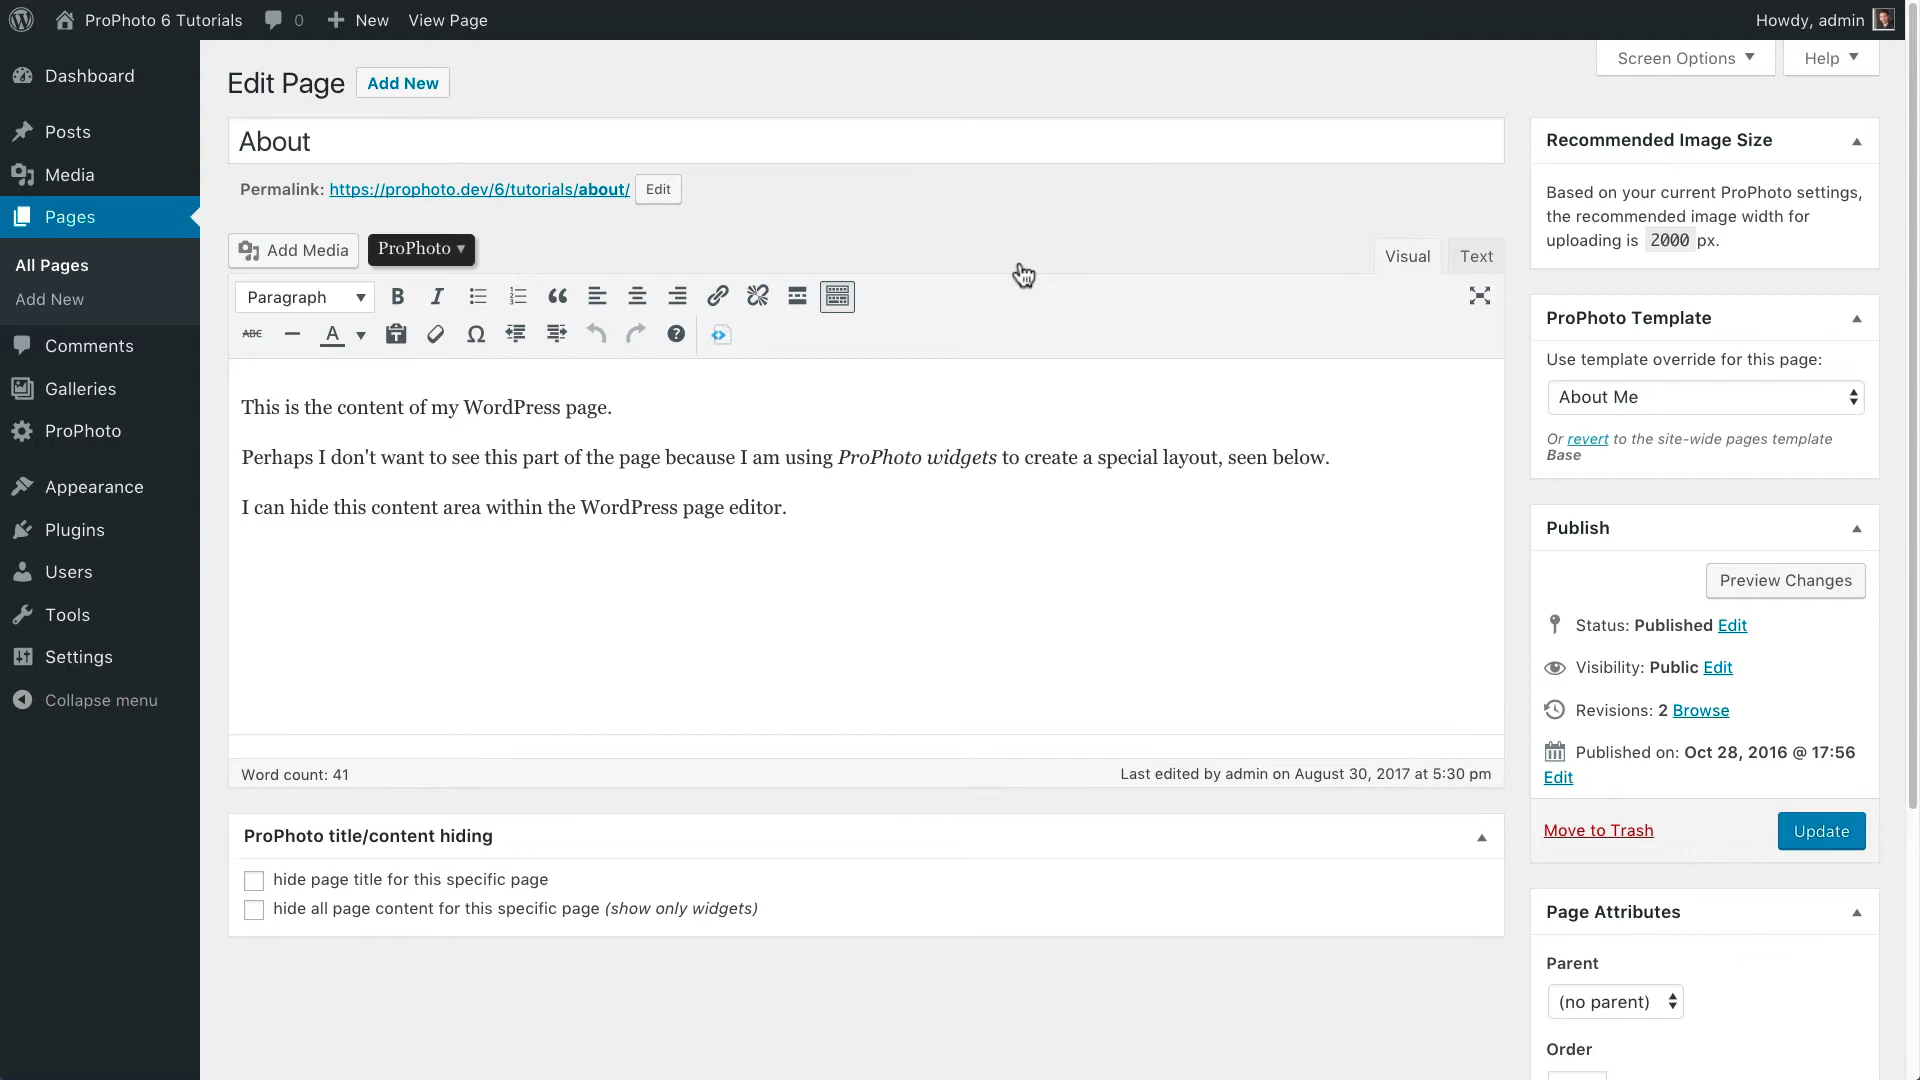 ProPhoto 6 Tutorials 0 New View Page Howdy, admin
Dashboard
Posts
Media
Pages
All Pages
Add New
Comments
Galleries
ProPhoto
Appearance
Plugins
Users
Tools
Settings
Collapse menu
Screen Options Help
Edit Page Add New
About
Permalink: https://prophoto.dev/6/tutorials/about/ Edit
Add Media ProPhoto Visual Text
Paragraph B I
ABC A
This is the content of my WordPress page.
Perhaps I don't want to see this part of the page because I am using ProPhoto widgets to create a special layout, seen below.
I can hide this content area within the WordPress page editor.
Word count: 41 Last edited by admin on August 30, 2017 at 5:30 pm
ProPhoto title/content hiding
hide page title for this specific page
hide all page content for this specific page (show only widgets)
Recommended Image Size
Based on your current ProPhoto settings,
the recommended image width for
uploading is 2000 px.
ProPhoto Template
Use template override for this page:
About Me
Or revert to the site-wide pages template
Base
Publish
Preview Changes
Status: Published Edit
Visibility: Public Edit
Revisions: 2 Browse
Published on: Oct 28, 2016 @ 17:56
Edit
Move to Trash Update
Page Attributes
Parent
(no parent)
Order